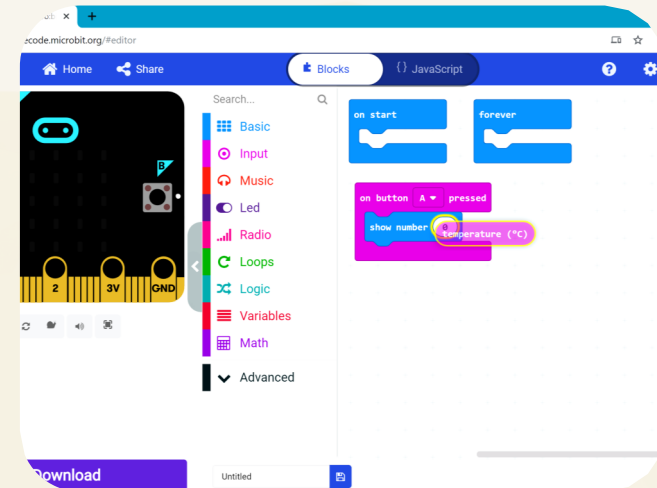 ecode.microbit.org/#editor
Home
Share
Blocks
{} JavaScript
Search...
Basic
Input
Music
Led
Radio
Loops
Logic
Variables
Math
Advanced
on start
forever
on button A pressed
show number 0
temperature (°C)
B
2 3V GND
Download
Untitled